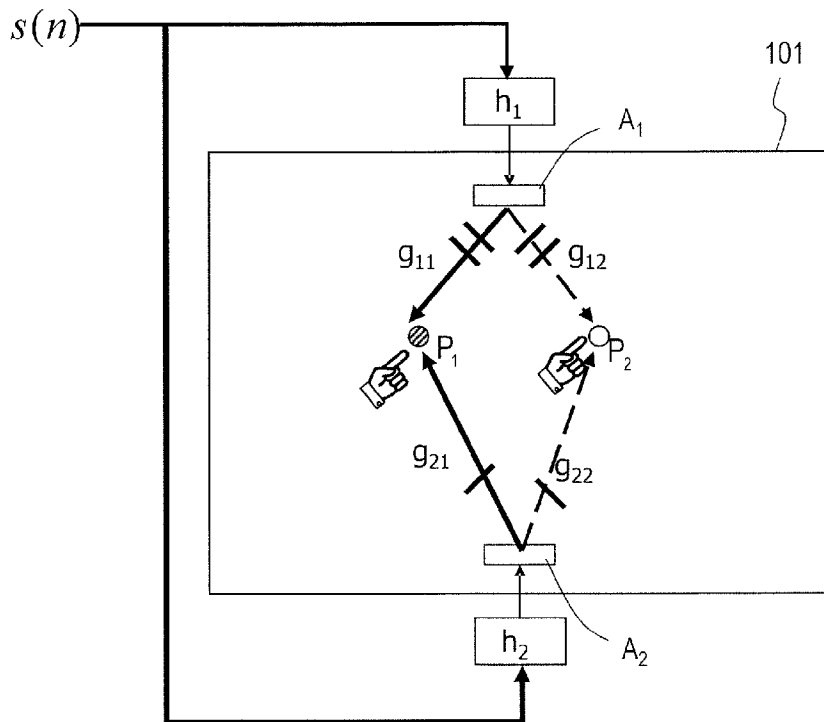 s(n)
101
h₁
A₁
g₁₁
g₁₂
P₁
P₂
g₂₁
g₂₂
h₂
A₂